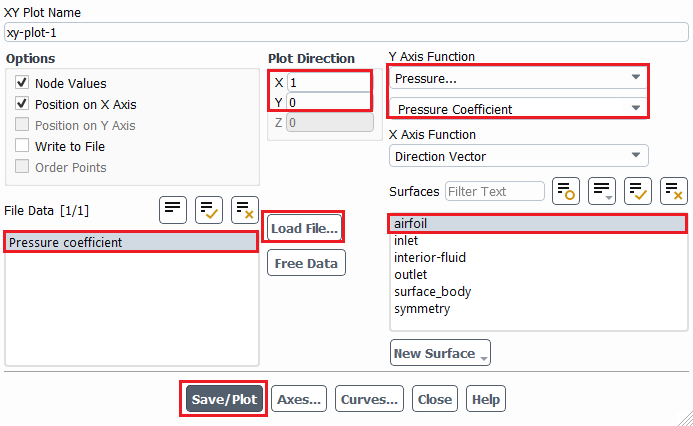 XY Plot Name
xy-plot-1
Options
Node Values
Position on X Axis
Position on Y Axis
Write to File
Order Points
Plot Direction
X 1
Y 0
Z 0
Y Axis Function
Pressure...
Pressure Coefficient
X Axis Function
Direction Vector
File Data [1/1]
Pressure coefficient
Load File...
Free Data
Surfaces Filter Text
airfoil
inlet
interior-fluid
outlet
surface_body
symmetry
New Surface
Save/Plot Axes... Curves... Close Help